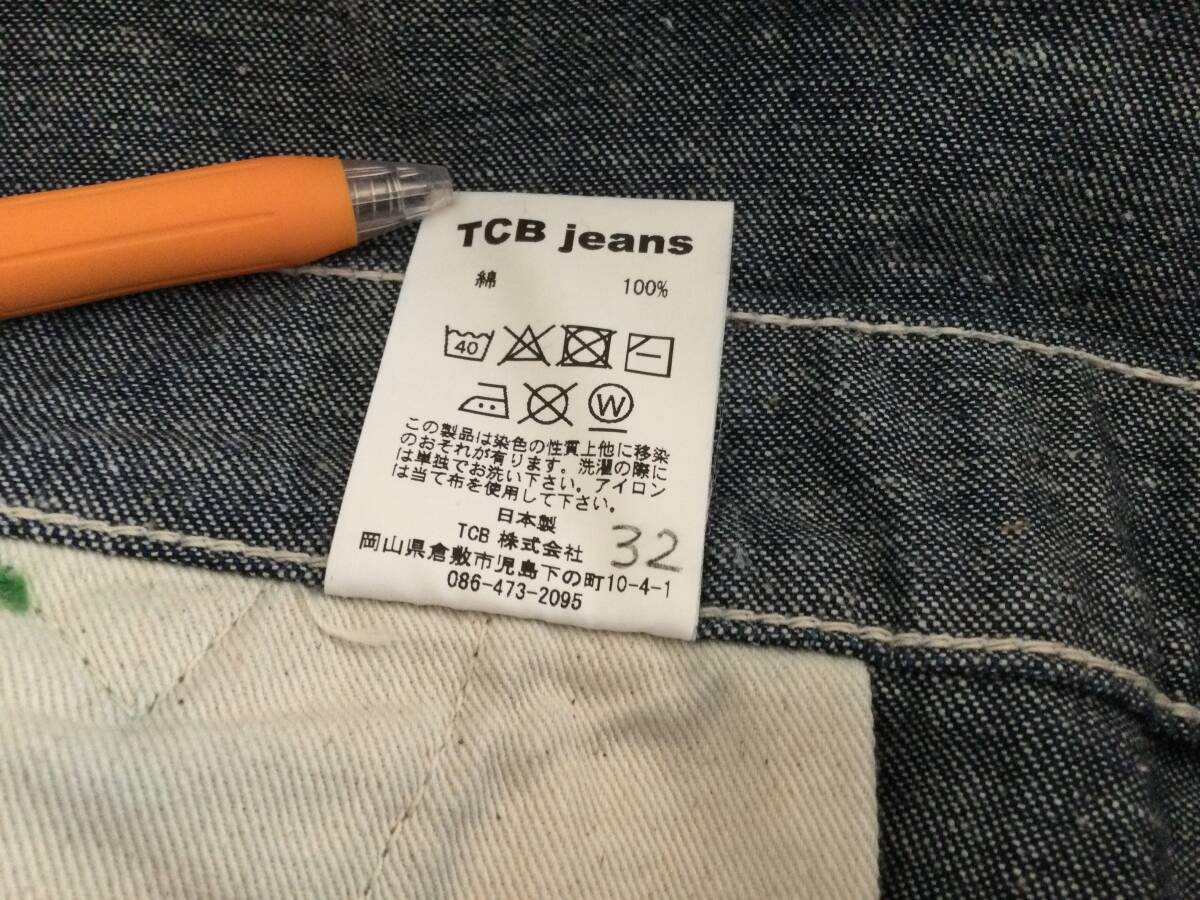 TCB jeans
綿 100%
40
W
この製品は染色の性質上他に移染
のおそれが有ります。洗濯の際に
は単独でお洗い下さい。アイロン
は当て布を使用して下さい。
日本製
TCB 株式会社 32
岡山県倉敷市児島下の町10-4-1
086-473-2095